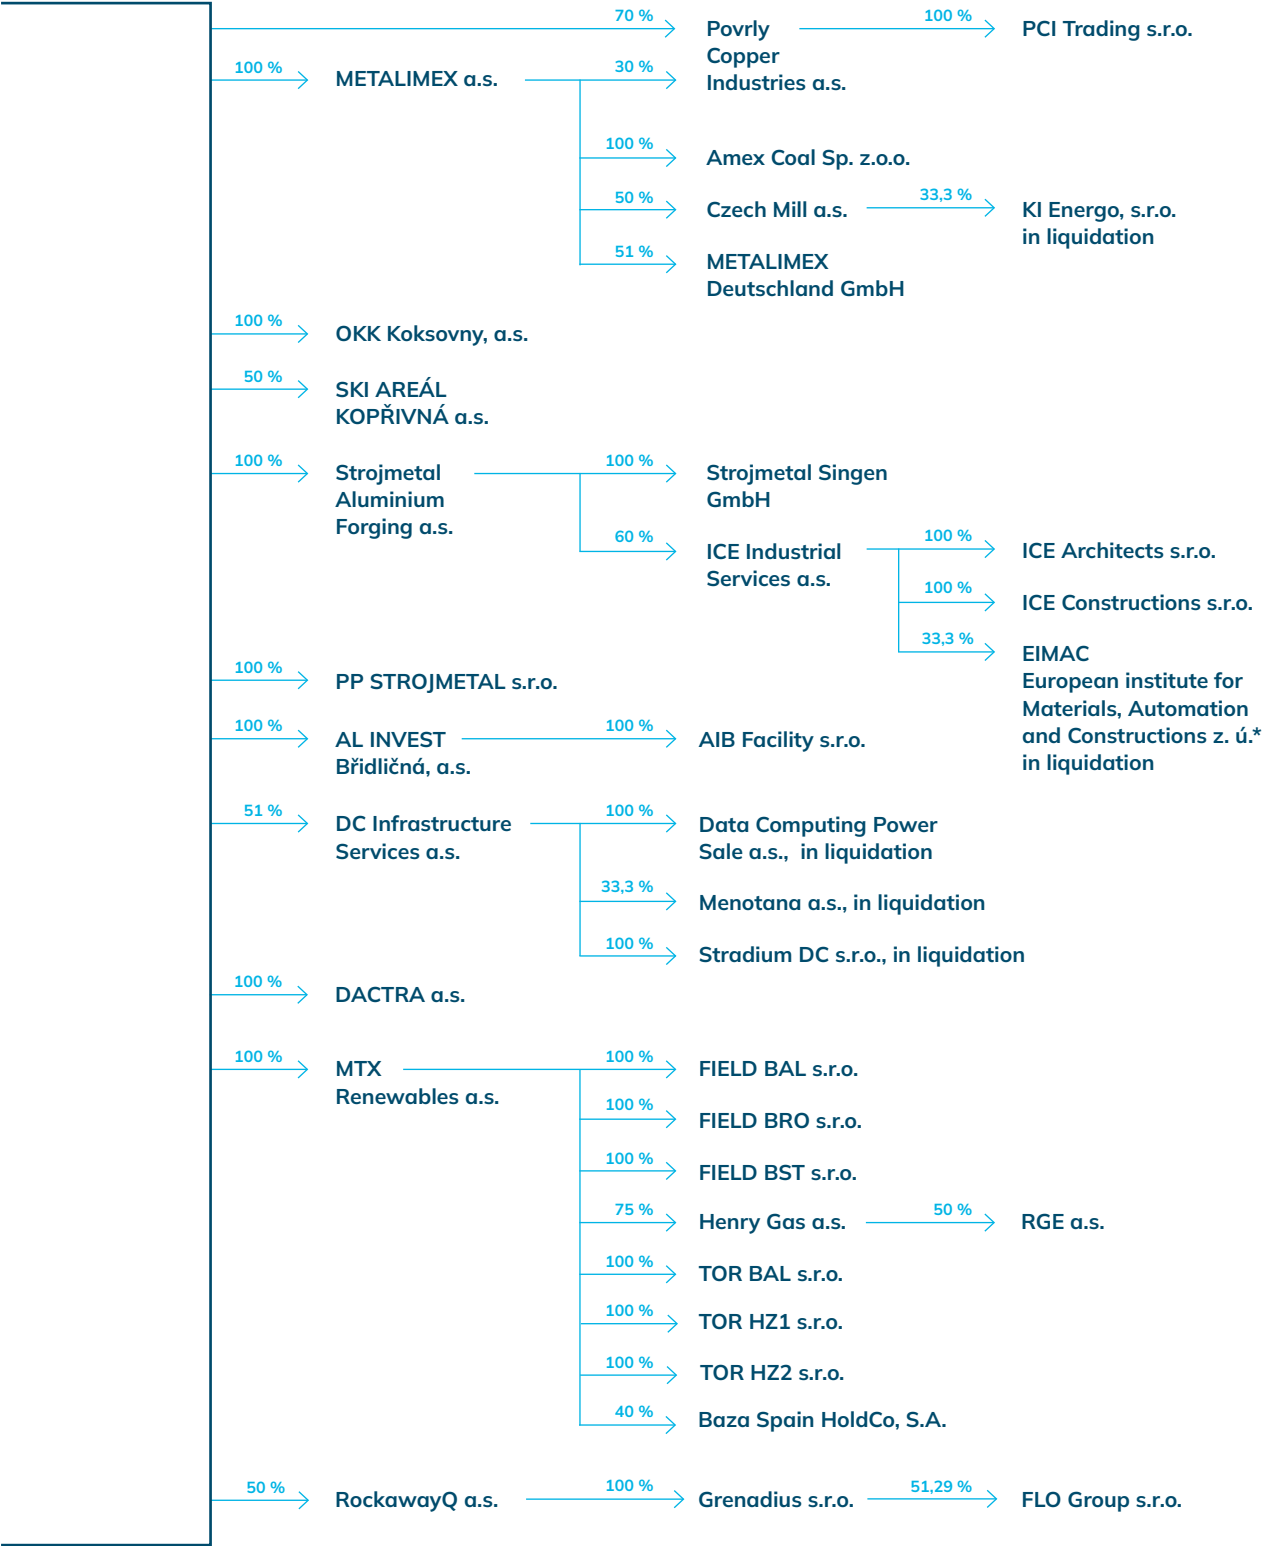 70 %
Povrly
Copper
Industries a.s.
100 %
PCI Trading s.r.o.
100 %
METALIMEX a.s.
30 %
100 %
Amex Coal Sp. z.o.o.
50 %
Czech Mill a.s.
33,3 %
KI Energo, s.r.o.
in liquidation
51 %
METALIMEX
Deutschland GmbH
100 %
OKK Koksovny, a.s.
50 %
SKI AREÁL
KOPŘIVNÁ a.s.
100 %
Strojmetal
Aluminium
Forging a.s.
100 %
Strojmetal Singen
GmbH
60 %
ICE Industrial
Services a.s.
100 %
ICE Architects s.r.o.
100 %
ICE Constructions s.r.o.
33,3 %
EIMAC
European institute for
Materials, Automation
and Constructions z. ú.*
in liquidation
100 %
PP STROJMETAL s.r.o.
100 %
AL INVEST
Břidličná, a.s.
100 %
AIB Facility s.r.o.
51 %
DC Infrastructure
Services a.s.
100 %
Data Computing Power
Sale a.s., in liquidation
33,3 %
Menotana a.s., in liquidation
100 %
Stradium DC s.r.o., in liquidation
100 %
DACTRA a.s.
100 %
MTX
Renewables a.s.
100 %
FIELD BAL s.r.o.
100 %
FIELD BRO s.r.o.
100 %
FIELD BST s.r.o.
75 %
Henry Gas a.s.
50 %
RGE a.s.
100 %
TOR BAL s.r.o.
100 %
TOR HZ1 s.r.o.
100 %
TOR HZ2 s.r.o.
40 %
Baza Spain HoldCo, S.A.
50 %
RockawayQ a.s.
100 %
Grenadius s.r.o.
51,29 %
FLO Group s.r.o.